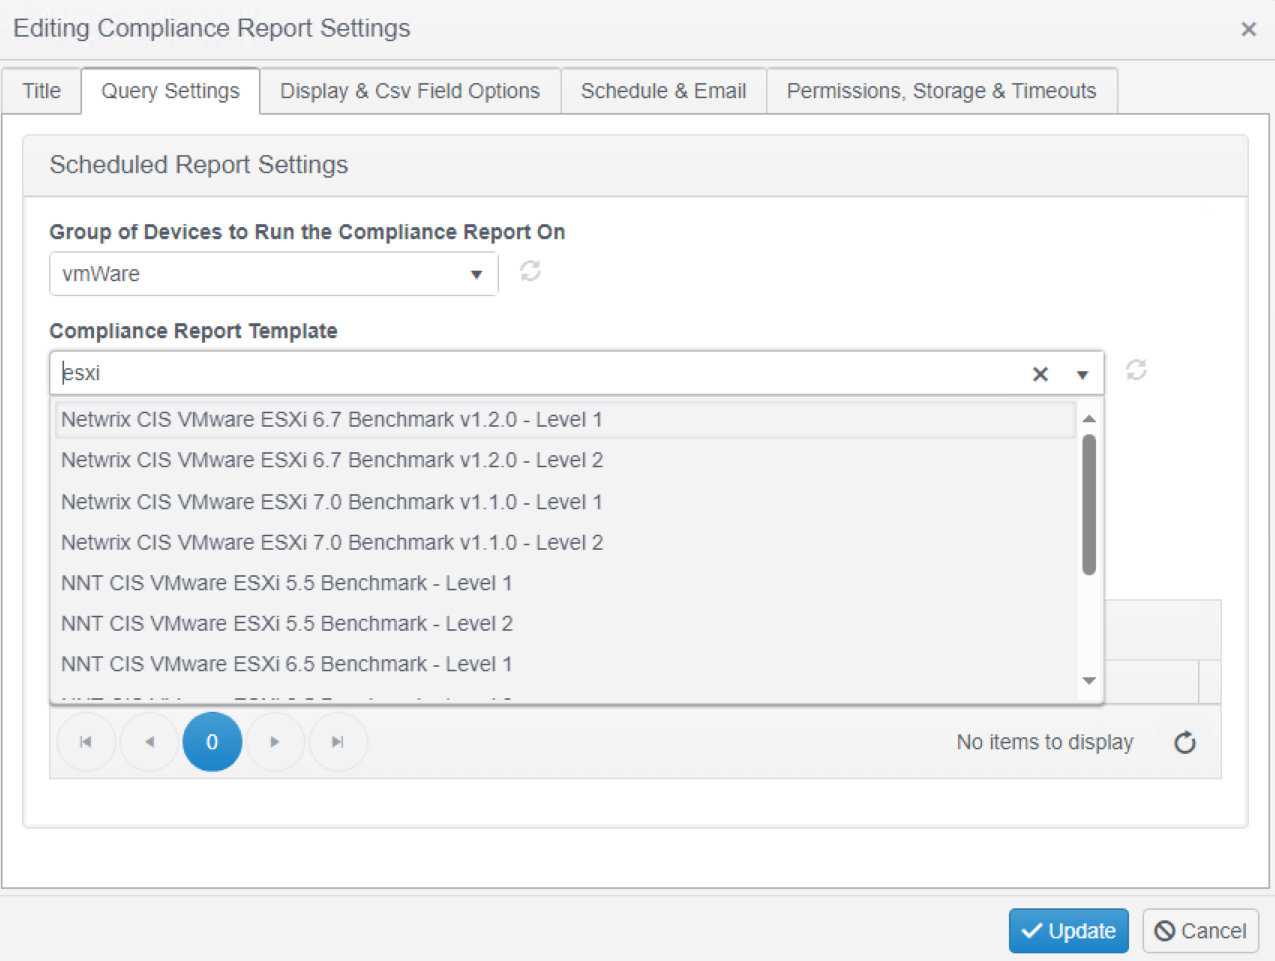 Editing Compliance Report Settings
Title
Query Settings
Display & Csv Field Options
Schedule & Email
Permissions, Storage & Timeouts
Scheduled Report Settings
Group of Devices to Run the Compliance Report On
vmWare
Compliance Report Template
esxi
Netwrix CIS VMware ESXi 6.7 Benchmark v1.2.0 - Level 1
Netwrix CIS VMware ESXi 6.7 Benchmark v1.2.0 - Level 2
Netwrix CIS VMware ESXi 7.0 Benchmark v1.1.0 - Level 1
Netwrix CIS VMware ESXi 7.0 Benchmark v1.1.0 - Level 2
NNT CIS VMware ESXi 5.5 Benchmark - Level 1
NNT CIS VMware ESXi 5.5 Benchmark - Level 2
NNT CIS VMware ESXi 6.5 Benchmark - Level 1
0
No items to display
Update
Cancel